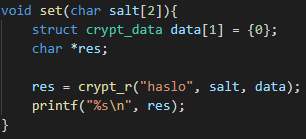 void set(char salt[2]){
struct crypt_data data[1] = {0};
char *res;
res = crypt_r("haslo", salt, data);
printf("%s\n", res);
}